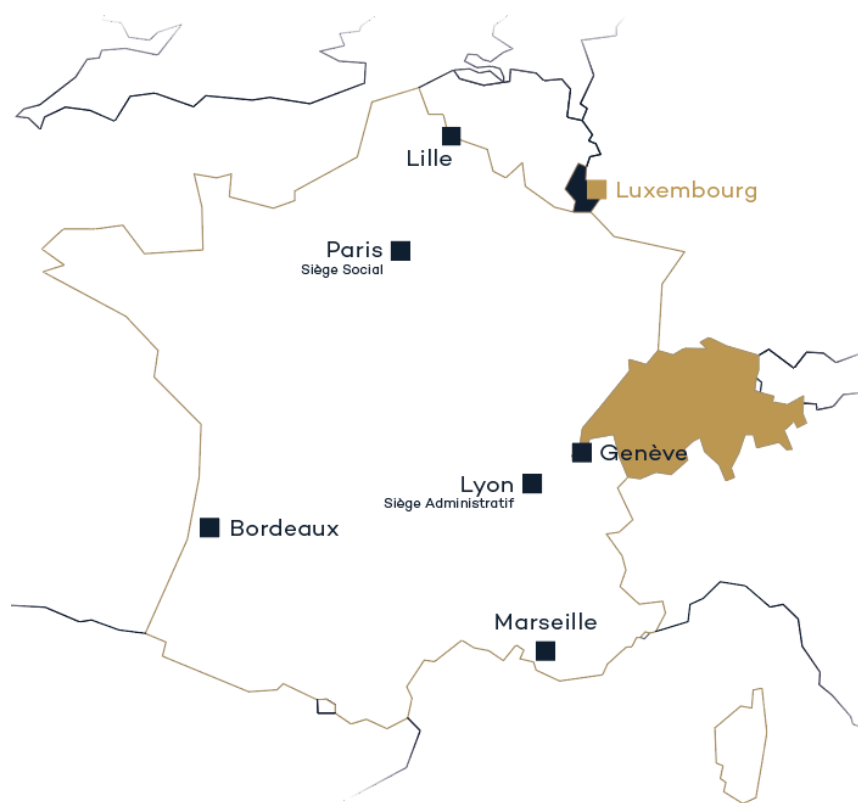 Lille
Luxembourg
Paris
Siège Social
Genève
Lyon
Siège Administratif
Bordeaux
Marseille